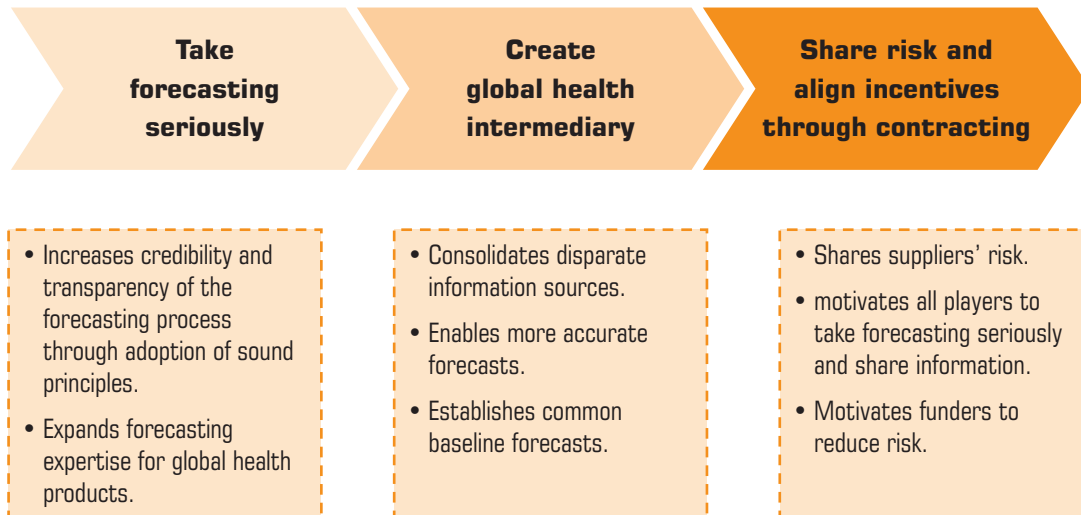 Take
forecasting
seriously
Create
global health
intermediary
Share risk and
align incentives
through contracting
• Increases credibility and
transparency of the
forecasting process
through adoption of sound
principles.
• Expands forecasting
expertise for global health
products.
• Consolidates disparate
information sources.
• Enables more accurate
forecasts.
• Establishes common
baseline forecasts.
• Shares suppliers’ risk.
• motivates all players to
take forecasting seriously
and share information.
• Motivates funders to
reduce risk.